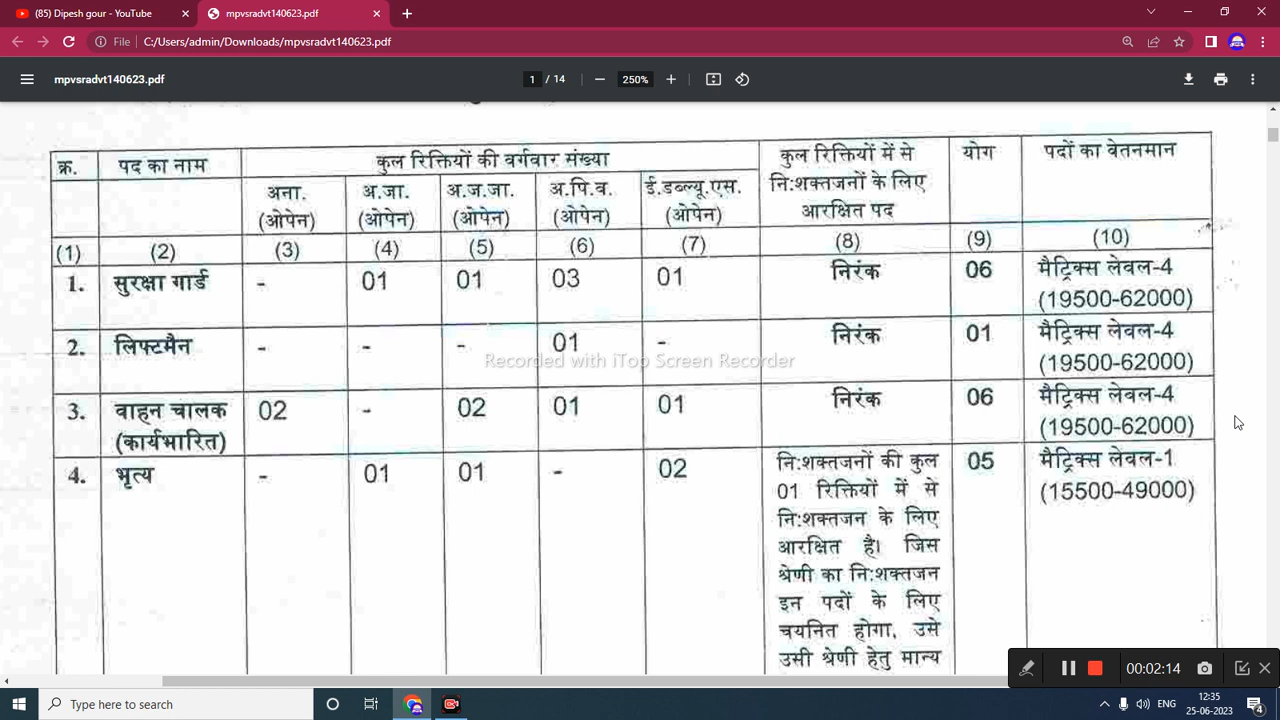 (85) Dipesh gour - YouTube
mpvsradvt140623.pdf
File C:/Users/admin/Downloads/mpvsradvt140623.pdf
mpvsradvt140623.pdf
1 / 14
250%
क्र. पद का नाम कुल रिक्तियों की वर्गवार संख्या कुल रिक्तियों में से योग पदों का वेतनमान
अना. अ.जा. अ.ज.जा. अ.पि.व. ई.डब्ल्यू.एस. नि:शक्तजनों के लिए
(ओपेन) (ओपेन) (ओपेन) (ओपेन) (ओपेन) आरक्षित पद
(1) (2) (3) (4) (5) (6) (7) (8) (9) (10)
1. सुरक्षा गार्ड - 01 01 03 01 निरंक 06 मैट्रिक्स लेवल-4
(19500-62000)
2. लिफ्टमैन - - - 01 - निरंक 01 मैट्रिक्स लेवल-4
Recorded with iTop Screen Recorder (19500-62000)
3. वाहन चालक 02 - 02 01 01 निरंक 06 मैट्रिक्स लेवल-4
(कार्यभारित) (19500-62000)
4. भृत्य - 01 01 - 02 नि:शक्तजनों की कुल 05 मैट्रिक्स लेवल-1
01 रिक्तियों में से (15500-49000)
नि:शक्तजन के लिए
आरक्षित है। जिस
श्रेणी का नि:शक्तजन
इन पदों के लिए
चयनित होगा, उसे
उसी श्रेणी हेतु मान्य
00:02:14
Type here to search
ENG
12:35
25-06-2023
4